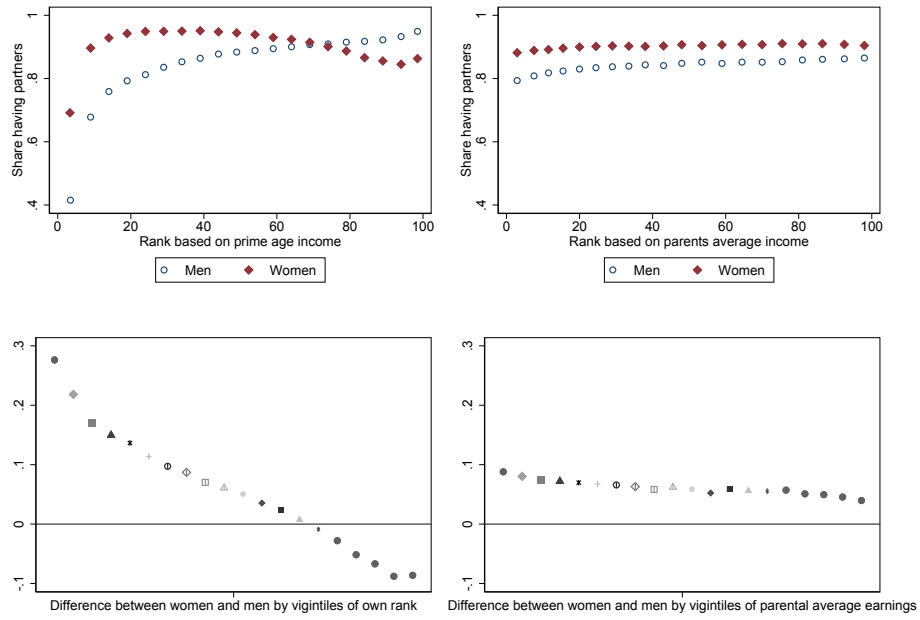 Share having partners
.4 .6 .8 1
0 20 40 60 80 100
Rank based on prime age income
Men Women
Share having partners
.4 .6 .8 1
0 20 40 60 80 100
Rank based on parents average income
Men Women
-.1 0 .1 .2 .3
Difference between women and men by vigintiles of own rank
-.1 0 .1 .2 .3
Difference between women and men by vigintiles of parental average earnings